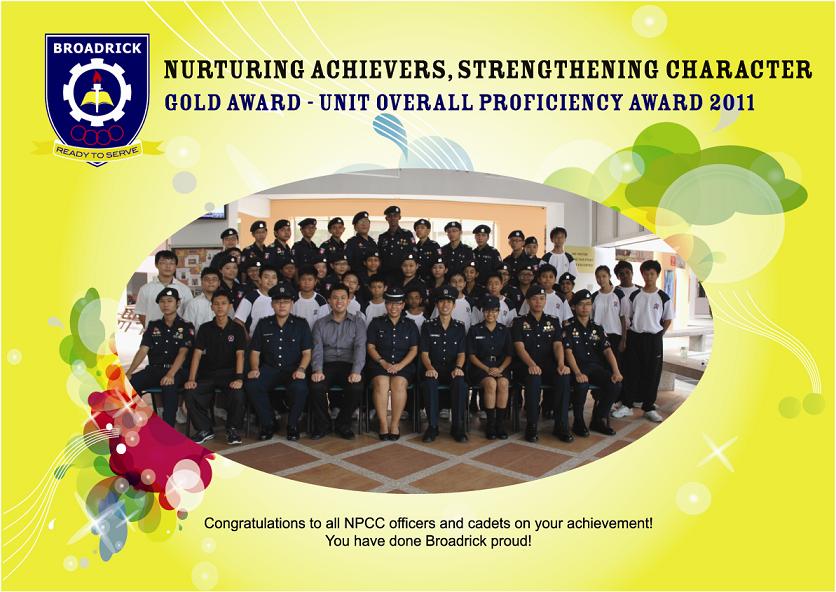 BROADRICK
READY TO SERVE
NURTURING ACHIEVERS, STRENGTHENING CHARACTER
GOLD AWARD - UNIT OVERALL PROFICIENCY AWARD 2011
Congratulations to all NPCC officers and cadets on your achievement!
You have done Broadrick proud!